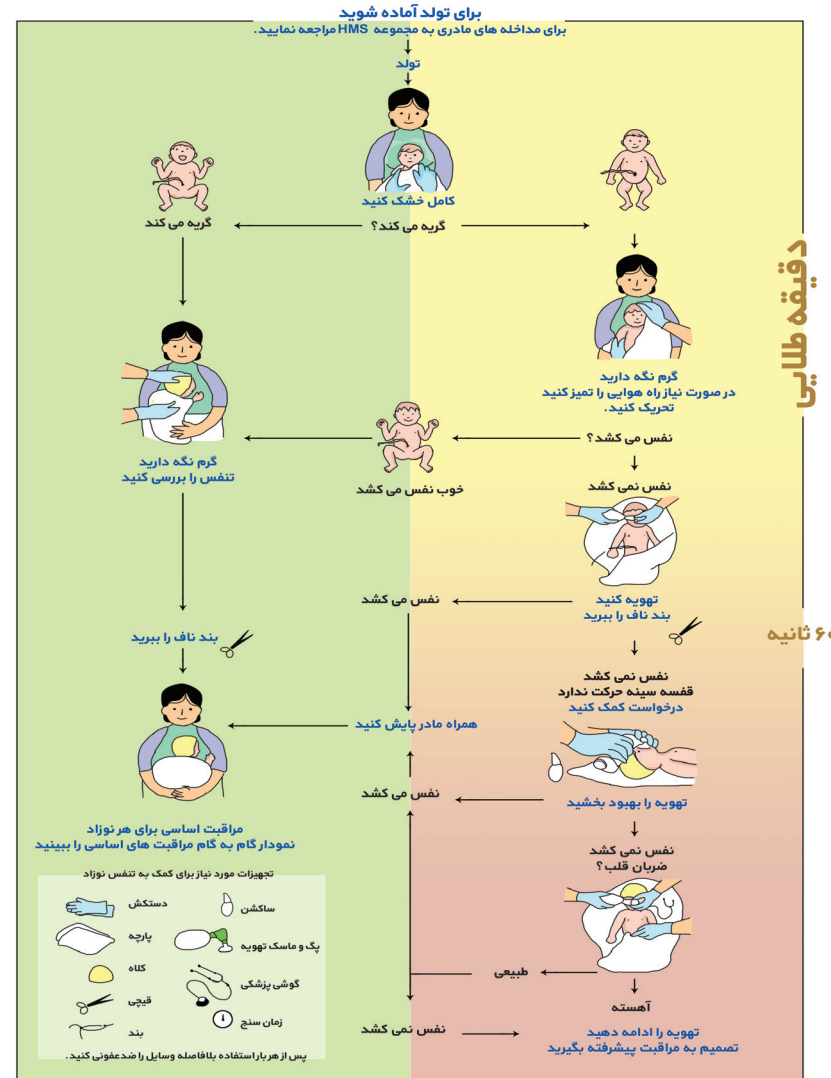 برای تولد آماده شوید
برای مداخله های مادری به مجموعه HMS مراجعه نمایید.
تولد
کامل خشک کنید
گریه می کند؟
گریه می کند
دقیقه طلایی
گرم نگه دارید
در صورت نیاز راه هوایی را تمیز کنید
تحریک کنید.
نفس می کشد؟
خوب نفس می کشد
گرم نگه دارید
تنفس را بررسی کنید
نفس نمی کشد
تهویه کنید
بند ناف را ببرید
نفس می کشد
۶۰ ثانیه
بند ناف را ببرید
نفس نمی کشد
قفسه سینه حرکت ندارد
درخواست کمک کنید
همراه مادر پایش کنید
تهویه را بهبود بخشید
نفس می کشد
مراقبت اساسی برای هر نوزاد
نمودار گام به گام مراقبت های اساسی را ببینید
نفس نمی کشد
ضربان قلب؟
طبیعی
آهسته
نفس نمی کشد
تهویه را ادامه دهید
تصمیم به مراقبت پیشرفته بگیرید
تجهیزات مورد نیاز برای کمک به تنفس نوزاد
ساکشن
دستکش
پگ و ماسک تهویه
پارچه
گوشی پزشکی
کلاه
قیچی
زمان سنج
بند
پس از هر بار استفاده بلافاصله وسایل را ضدعفونی کنید.